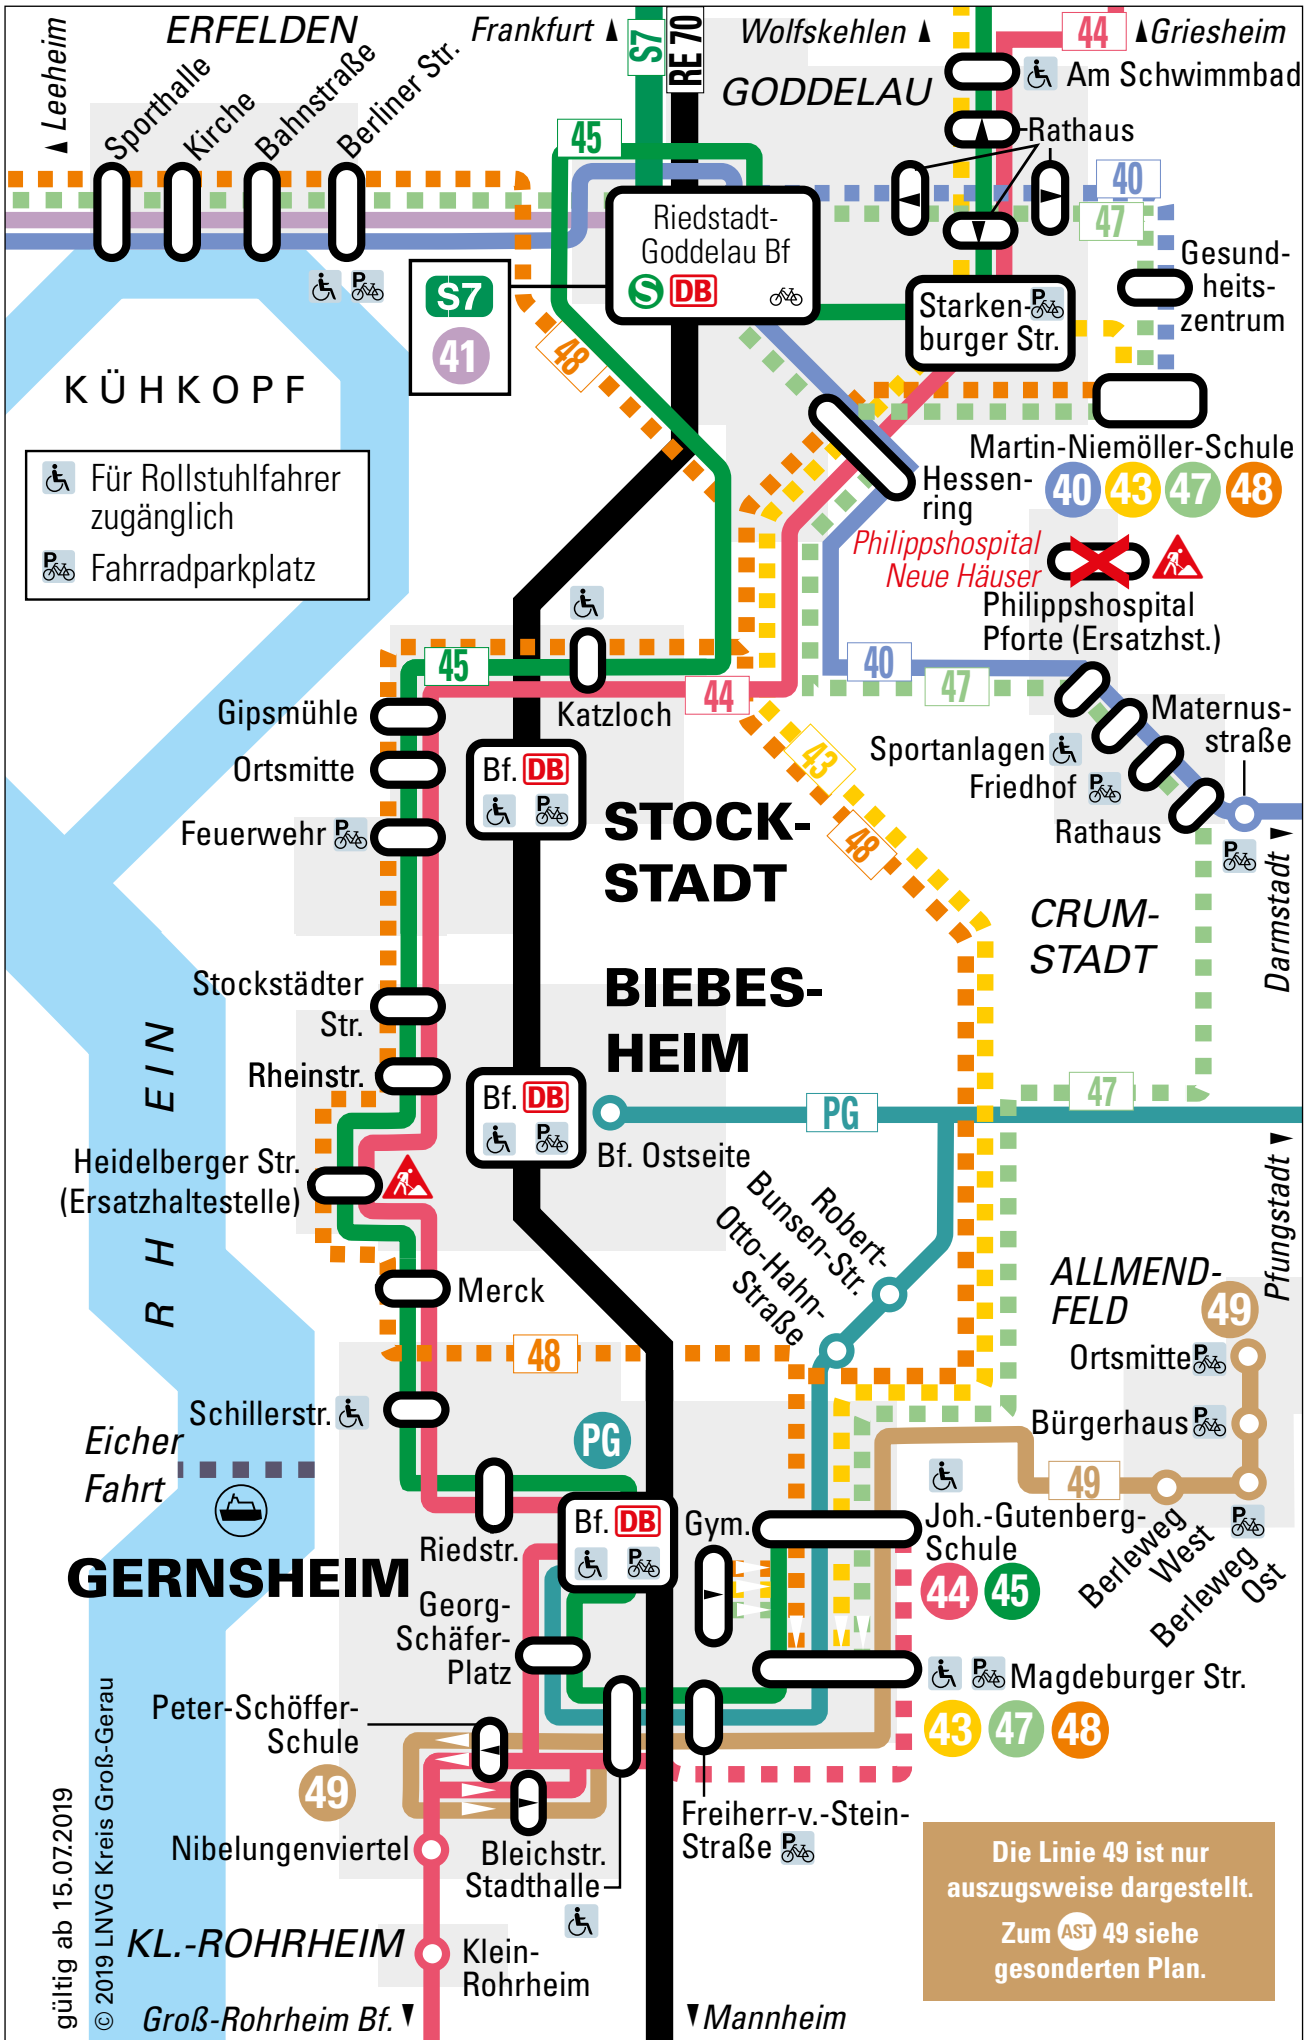 ERFELDEN
Frankfurt
Wolfskehlen
Griesheim
Leeheim
Sporthalle
Kirche
Bahnstraße
Berliner Str.
S7
RE 70
44
GODDELAU
Am Schwimmbad
Rathaus
45
40
47
Riedstadt-
Goddelau Bf
S
DB
S7
41
48
Starken-
burger Str.
P
Gesund-
heits-
zentrum
P
KÜHKOPF
Für Rollstuhlfahrer
zugänglich
P
Fahrradparkplatz
Martin-Niemöller-Schule
40
43
47
48
Hessen-
ring
Philippshospital
Neue Häuser
Philippshospital
Pforte (Ersatzhst.)
45
44
40
47
Katzloch
Gipsmühle
Ortsmitte
Feuerwehr
P
Bf. DB
P
STOCK-
STADT
43
48
Sportanlagen
Friedhof
P
Rathaus
Maternus-
straße
P
Darmstadt
CRUM-
STADT
Stockstädter
Str.
Rheinstr.
BIEBES-
HEIM
Bf. DB
P
Bf. Ostseite
PG
47
Heidelberger Str.
(Ersatzhaltestelle)
RHEIN
Merck
Robert-
Bunsen-Str.
Otto-Hahn-
Straße
Pfungstadt
ALLMEND-
FELD
49
Ortsmitte
P
Bürgerhaus
P
48
Schillerstr.
Eicher
Fahrt
PG
49
Berleweg
West
Berleweg
Ost
P
Riedstr.
Bf. DB
P
Gym.
Joh.-Gutenberg-
Schule
44
45
GERNSHEIM
Georg-
Schäfer-
Platz
P
Magdeburger Str.
43
47
48
Peter-Schöffer-
Schule
49
Nibelungenviertel
Bleichstr.
Stadthalle
Freiherr-v.-Stein-
Straße
P
KL.-ROHRHEIM
Klein-
Rohrheim
Groß-Rohrheim Bf.
Mannheim
Die Linie 49 ist nur
auszugsweise dargestellt.
Zum AST 49 siehe
gesonderten Plan.
gültig ab 15.07.2019
© 2019 LNVG Kreis Groß-Gerau